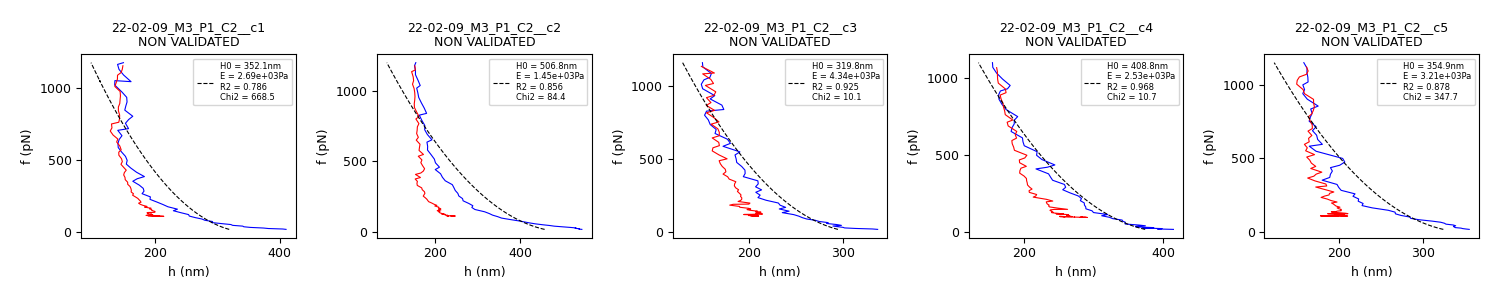 22-02-09_M3_P1_C2__c1
NON VALIDATED
H0 = 352.1nm
E = 2.69e+03Pa
R2 = 0.786
Chi2 = 668.5
f (pN)
1000
500
0
200
400
h (nm)
22-02-09_M3_P1_C2__c2
NON VALIDATED
H0 = 506.8nm
E = 1.45e+03Pa
R2 = 0.856
Chi2 = 84.4
f (pN)
1000
500
0
200
400
h (nm)
22-02-09_M3_P1_C2__c3
NON VALIDATED
H0 = 319.8nm
E = 4.34e+03Pa
R2 = 0.925
Chi2 = 10.1
f (pN)
1000
500
0
200
300
h (nm)
22-02-09_M3_P1_C2__c4
NON VALIDATED
H0 = 408.8nm
E = 2.53e+03Pa
R2 = 0.968
Chi2 = 10.7
f (pN)
1000
500
0
200
400
h (nm)
22-02-09_M3_P1_C2__c5
NON VALIDATED
H0 = 354.9nm
E = 3.21e+03Pa
R2 = 0.878
Chi2 = 347.7
f (pN)
1000
500
0
200
300
h (nm)